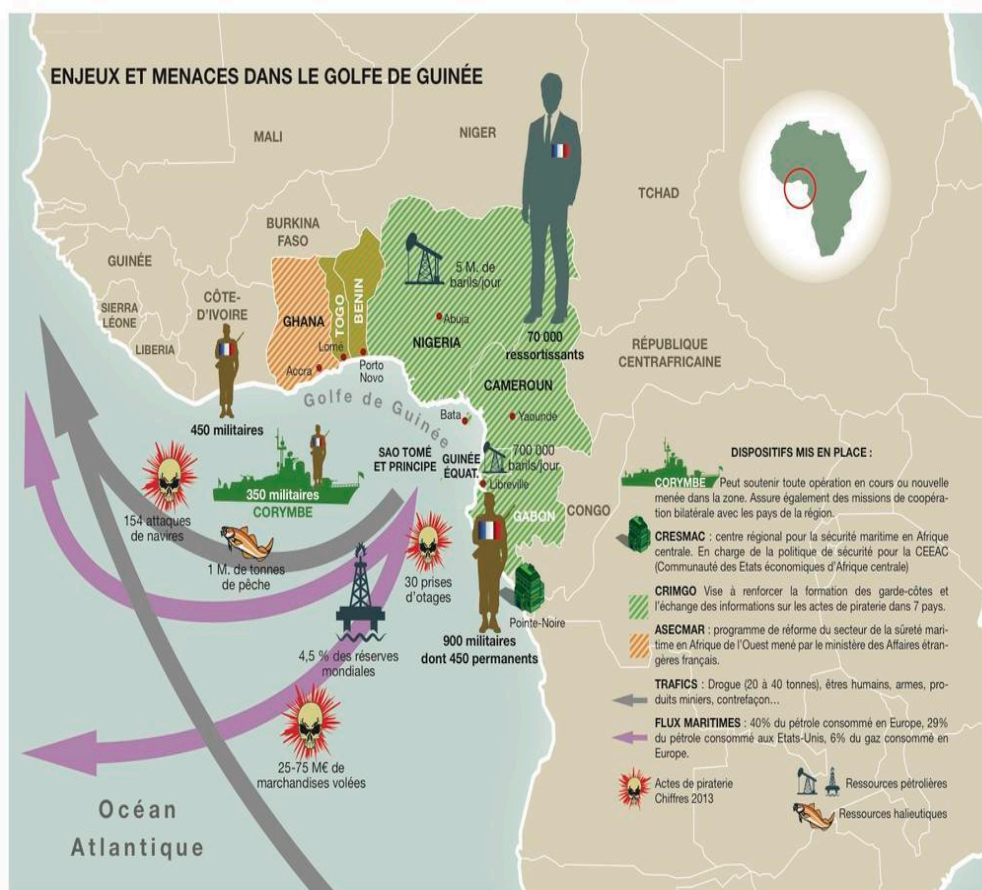 ENJEUX ET MENACES DANS LE GOLFE DE GUINÉE
MALI
NIGER
TCHAD
BURKINA
FASO
GUINÉE
SIERRA
LÉONE
LIBERIA
CÔTE-
D'IVOIRE
GHANA
TOGO
BENIN
Lomé
Accra
Porto
Novo
5 M. de
barils/jour
Abuja
NIGERIA
70 000
ressortissants
RÉPUBLIQUE
CENTRAFRICAINE
CAMEROUN
Yaounde
Bata
Golfe de Guinée
450 militaires
SAO TOMÉ
ET PRINCIPE
GUINÉE
ÉQUAT.
700 000
barils/jour
Libreville
GABON
CONGO
350 militaires
CORYMBE
154 attaques
de navires
1 M. de tonnes
de pêche
30 prises
d'otages
4,5 % des réserves
mondiales
900 militaires
dont 450 permanents
Pointe-Noire
25-75 M€ de
marchandises volées
Océan
Atlantique
DISPOSITIFS MIS EN PLACE :
CORYMBE Peut soutenir toute opération en cours ou nouvelle
menée dans la zone. Assure également des missions de coopération
bilatérale avec les pays de la région.
CRESMAC : centre régional pour la sécurité maritime en Afrique
centrale. En charge de la politique de sécurité pour la CEEAC
(Communauté des Etats économiques d'Afrique centrale)
CRIMGO Vise à renforcer la formation des garde-côtes et
l'échange des informations sur les actes de piraterie dans 7 pays.
ASECMAR : programme de réforme du secteur de la sûreté mari-
time en Afrique de l'Ouest mené par le ministère des Affaires étran-
gères français.
TRAFICS : Drogue (20 à 40 tonnes), êtres humains, armes, pro-
duits miniers, contrefaçon...
FLUX MARITIMES : 40% du pétrole consommé en Europe, 29%
du pétrole consommé aux Etats-Unis, 6% du gaz consommé en
Europe.
Actes de piraterie
Chiffres 2013
Ressources pétrolières
Ressources halieutiques